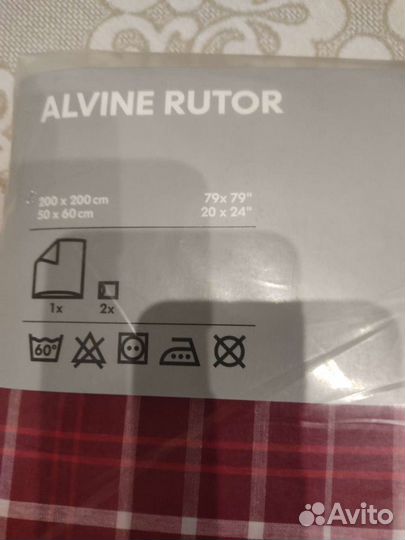 ALVINE RUTOR
200 x 200 cm 79x 79"
50 x 60 cm 20 x 24"
1x 2x
60°
Avito